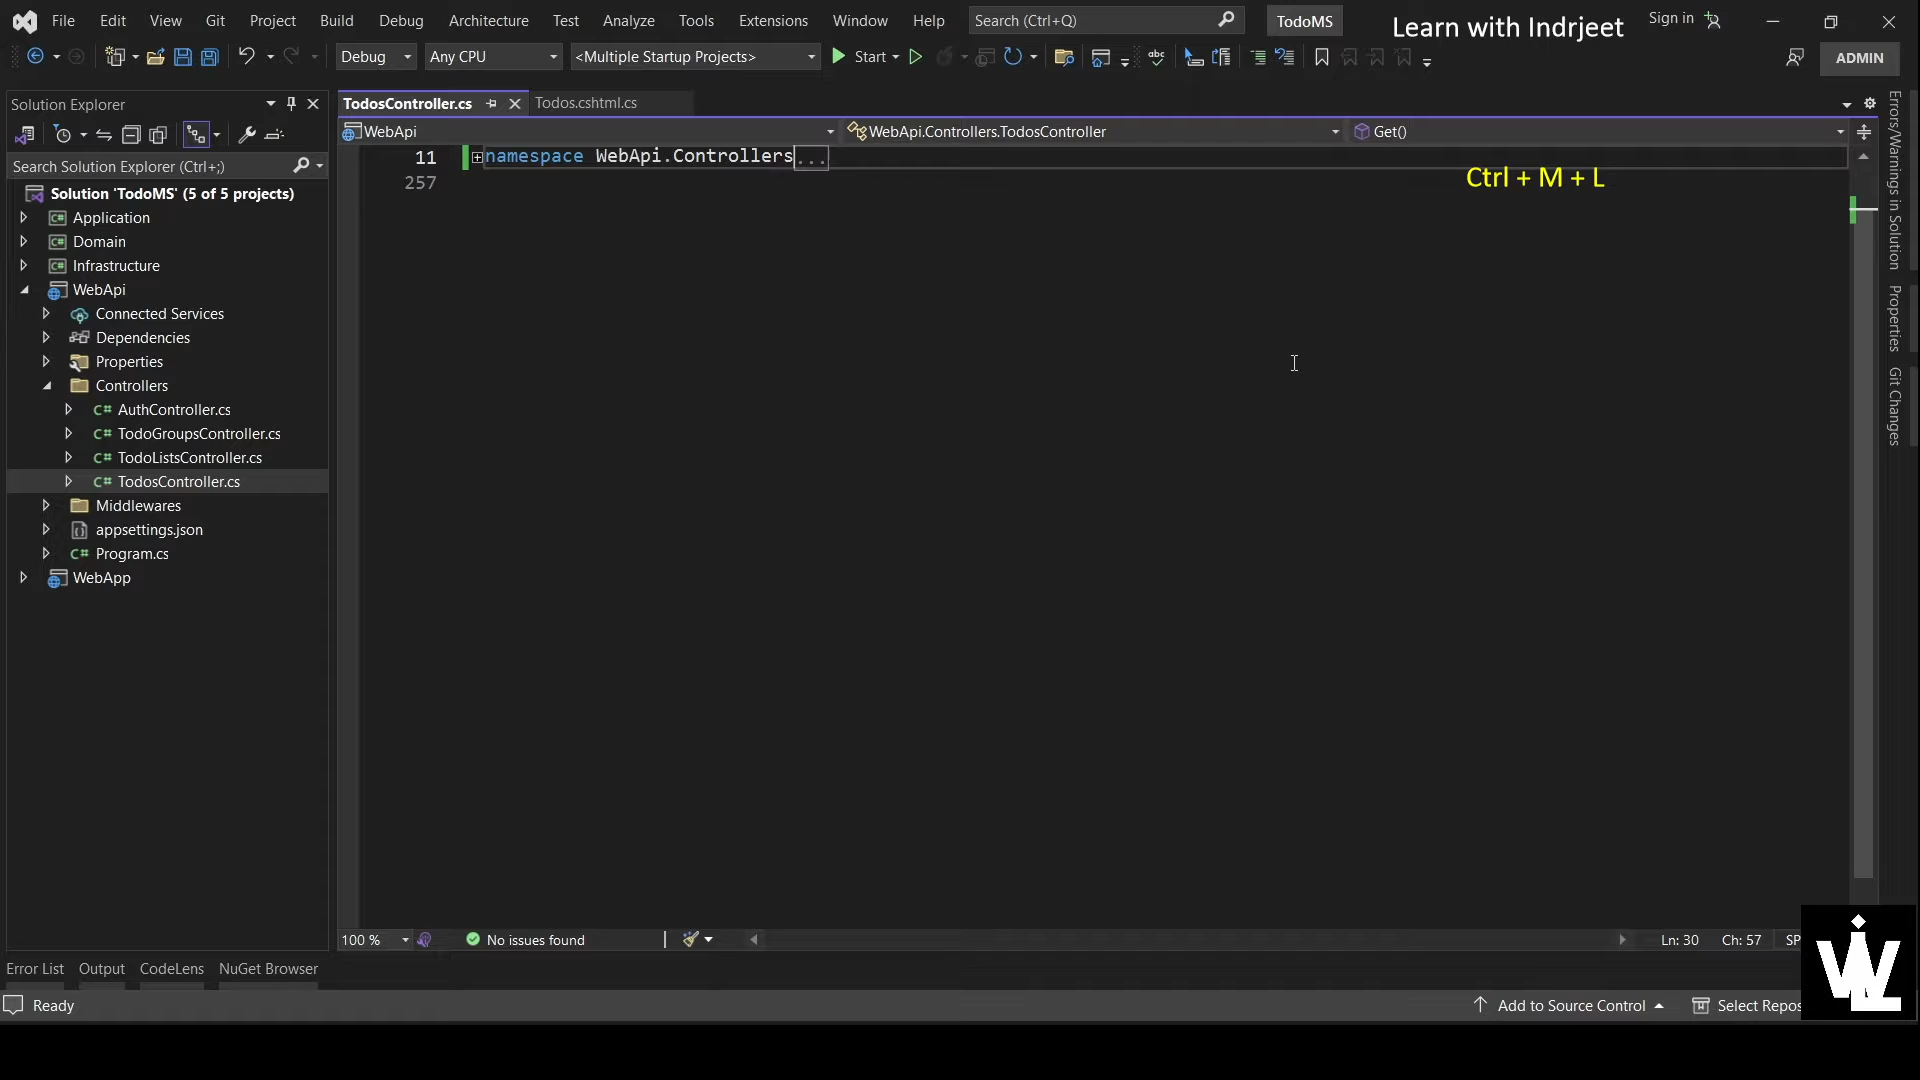 File Edit View Git Project Build Debug Architecture Test Analyze Tools Extensions Window Help Search (Ctrl+Q) TodoMS Learn with Indrjeet Sign in
Debug Any CPU <Multiple Startup Projects> Start abc ADMIN
Solution Explorer
Search Solution Explorer (Ctrl+;)
Solution 'TodoMS' (5 of 5 projects)
C# Application
C# Domain
C# Infrastructure
WebApi
Connected Services
Dependencies
Properties
Controllers
C# AuthController.cs
C# TodoGroupsController.cs
C# TodoListsController.cs
C# TodosController.cs
Middlewares
appsettings.json
C# Program.cs
WebApp
TodosController.cs Todos.cshtml.cs
WebApi WebApi.Controllers.TodosController Get()
11 namespace WebApi.Controllers...
257
Ctrl + M + L
Errors/Warnings in Solution
Properties
Git Changes
100 % No issues found Ln: 30 Ch: 57 SP
Error List Output CodeLens NuGet Browser
Ready Add to Source Control Select Repos